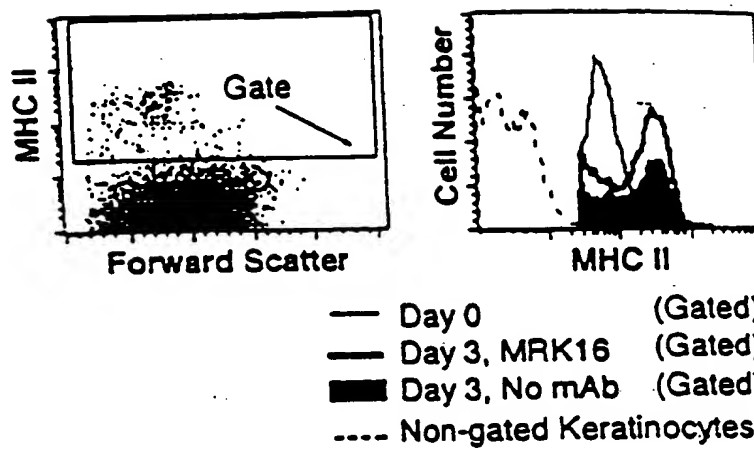 MHC II
Gate
Forward Scatter
Cell Number
MHC II
Day 0 (Gated)
Day 3, MRK16 (Gated)
Day 3, No mAb (Gated)
Non-gated Keratinocytes